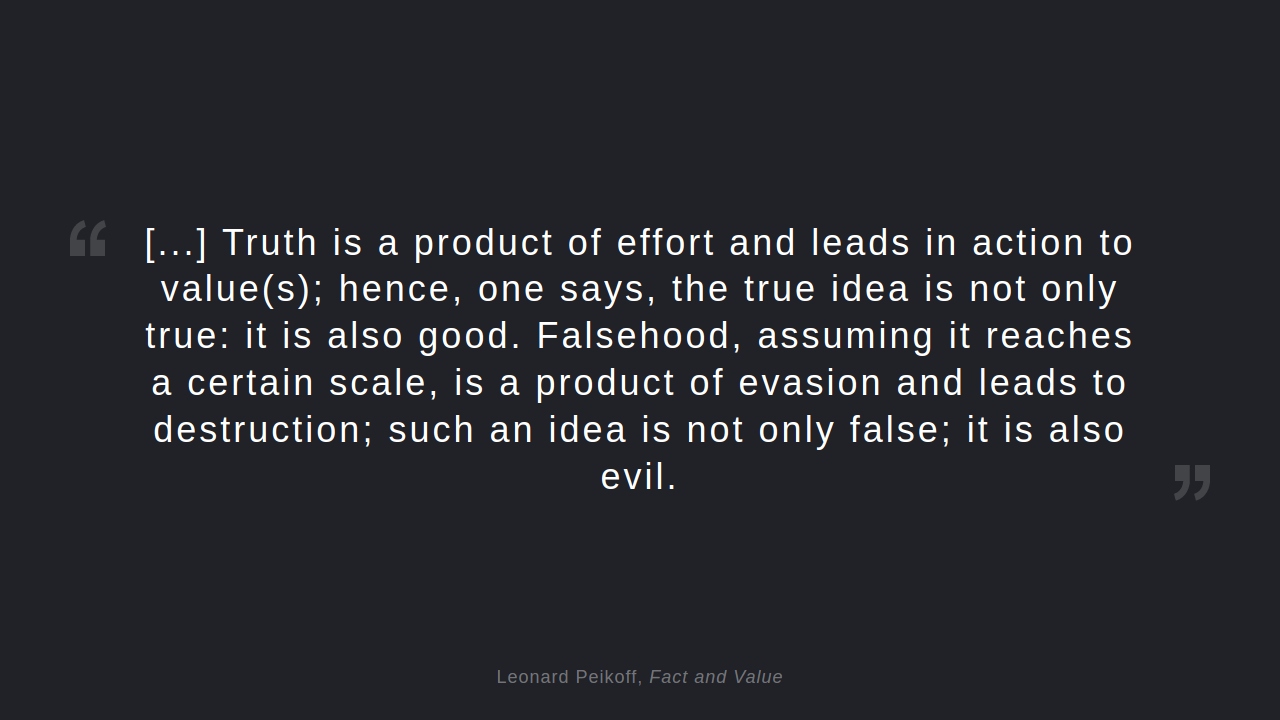 “ [...] Truth is a product of effort and leads in action to
value(s); hence, one says, the true idea is not only
true: it is also good. Falsehood, assuming it reaches
a certain scale, is a product of evasion and leads to
destruction; such an idea is not only false; it is also
evil. ”
Leonard Peikoff, Fact and Value